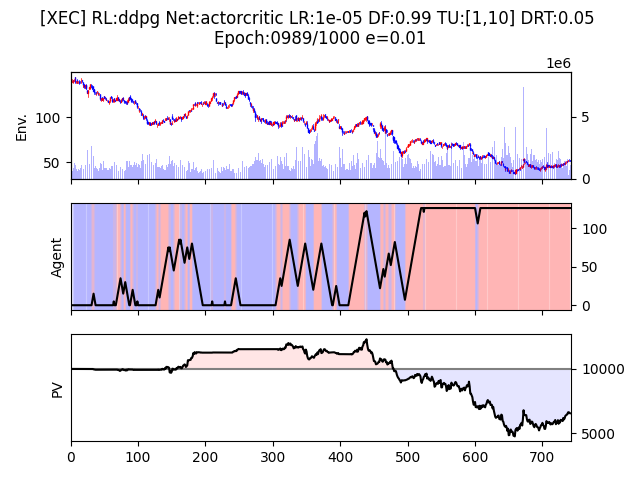 [XEC] RL:ddpg Net:actorcritic LR:1e-05 DF:0.99 TU:[1,10] DRT:0.05
Epoch:0989/1000 e=0.01
1e6
Env.
100
50
5
0
Agent
100
50
0
PV
10000
5000
0 100 200 300 400 500 600 700